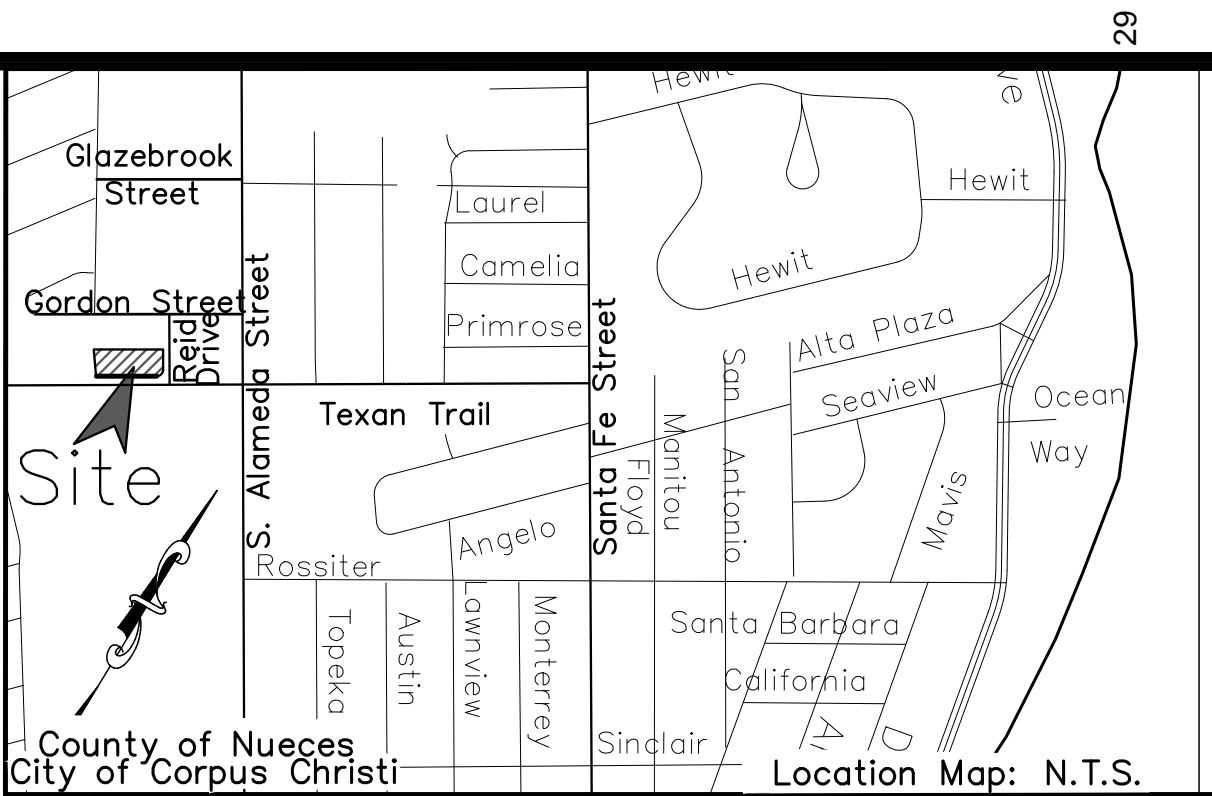 29
Hewit
ve
Glazebrook
Street
Hewit
Laurel
Camelia
Hewit
Gordon Street
Primrose
Alta Plaza
Reid
Drive
S. Alameda Street
Santa Fe Street
San Antonio
Seaview
Ocean
Way
Texan Trail
Manitou
Floyd
Site
Mavis
Angelo
Rossiter
Topeka
Austin
Lawnview
Monterrey
Santa Barbara
California
Sinclair
A
D
County of Nueces
City of Corpus Christi
Location Map: N.T.S.